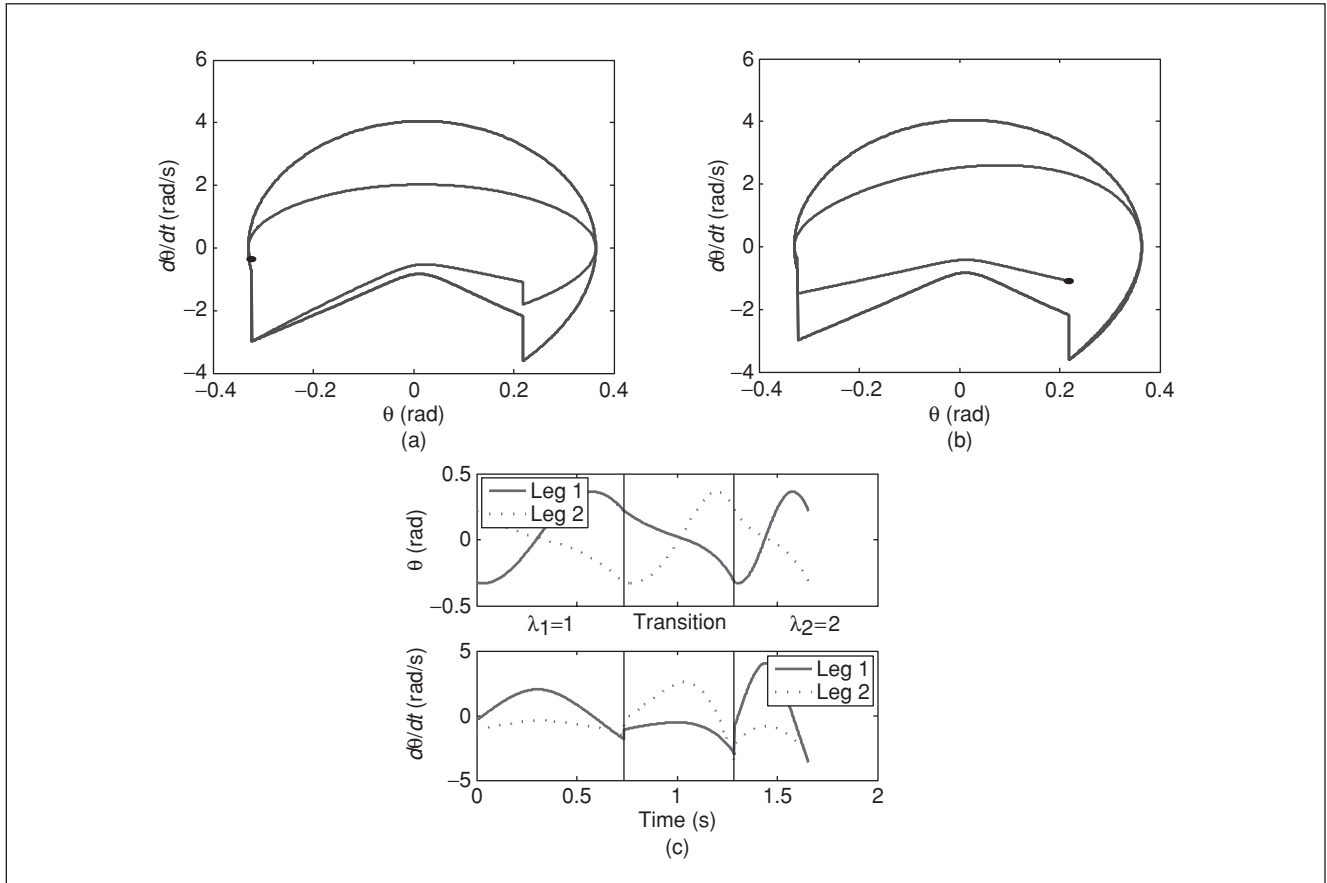 6
4
2
0
−2
−4
dθ/dt (rad/s)
−0.4
−0.2
0
0.2
0.4
θ (rad)
(a)
6
4
2
0
−2
−4
dθ/dt (rad/s)
−0.4
−0.2
0
0.2
0.4
θ (rad)
(b)
0.5
0
−0.5
θ (rad)
Leg 1
Leg 2
λ1=1
Transition
λ2=2
5
0
−5
dθ/dt (rad/s)
Leg 1
Leg 2
0
0.5
1
1.5
2
Time (s)
(c)